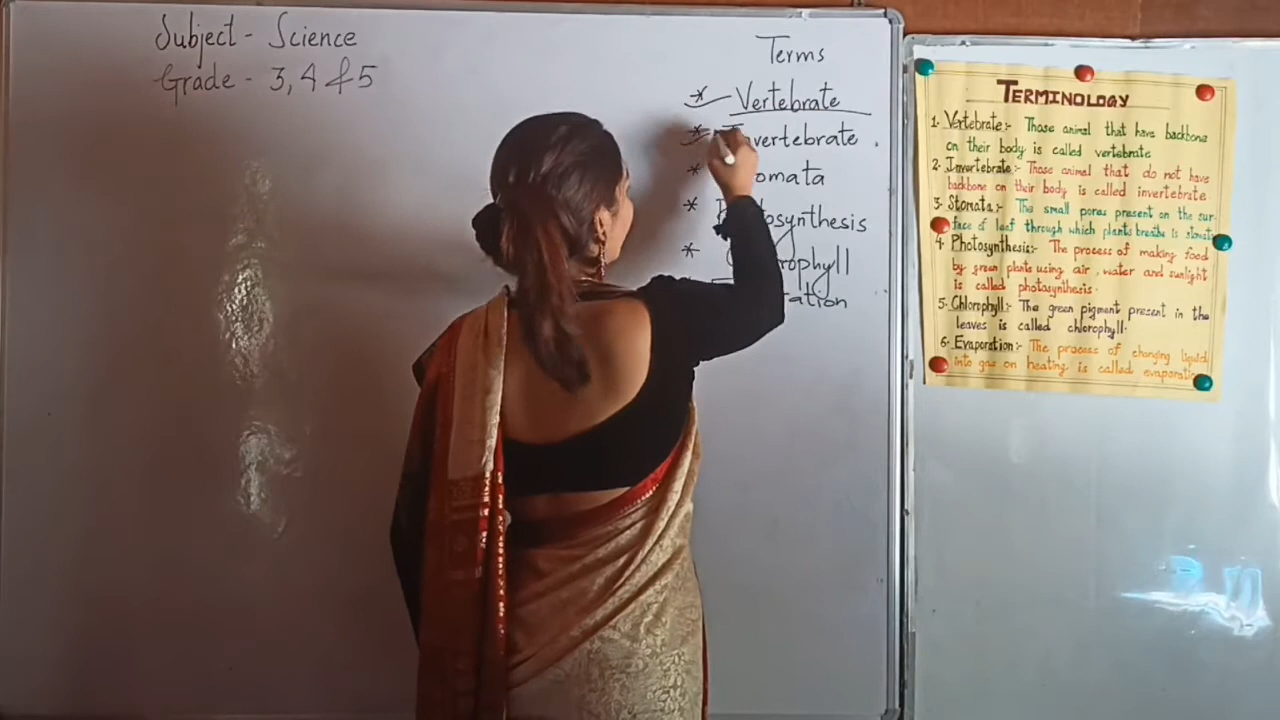 Subject - Science
Grade - 3, 4 & 5
Terms
* Vertebrate
* Invertebrate.
* omata
* tosynthesis
* rophyll
ration
TERMINOLOGY
1. Vertebrate:- Those animal that have backbone
on their body is called vertebrate
2. Invertebrate:- Those animal that do not have
backbone on their body is called invertebrate
3. Stomata:- The small pores present on the sur-
face of leaf through which plants breathe is stomata
4. Photosynthesis:- The process of making food
by green plants using air, water and sunlight
is called photosynthesis.
5. Chlorophyll:- The green pigment present in the
leaves is called chlorophyll.
6. Evaporation:- The process of changing liquid
into gas on heating is called evaporatio